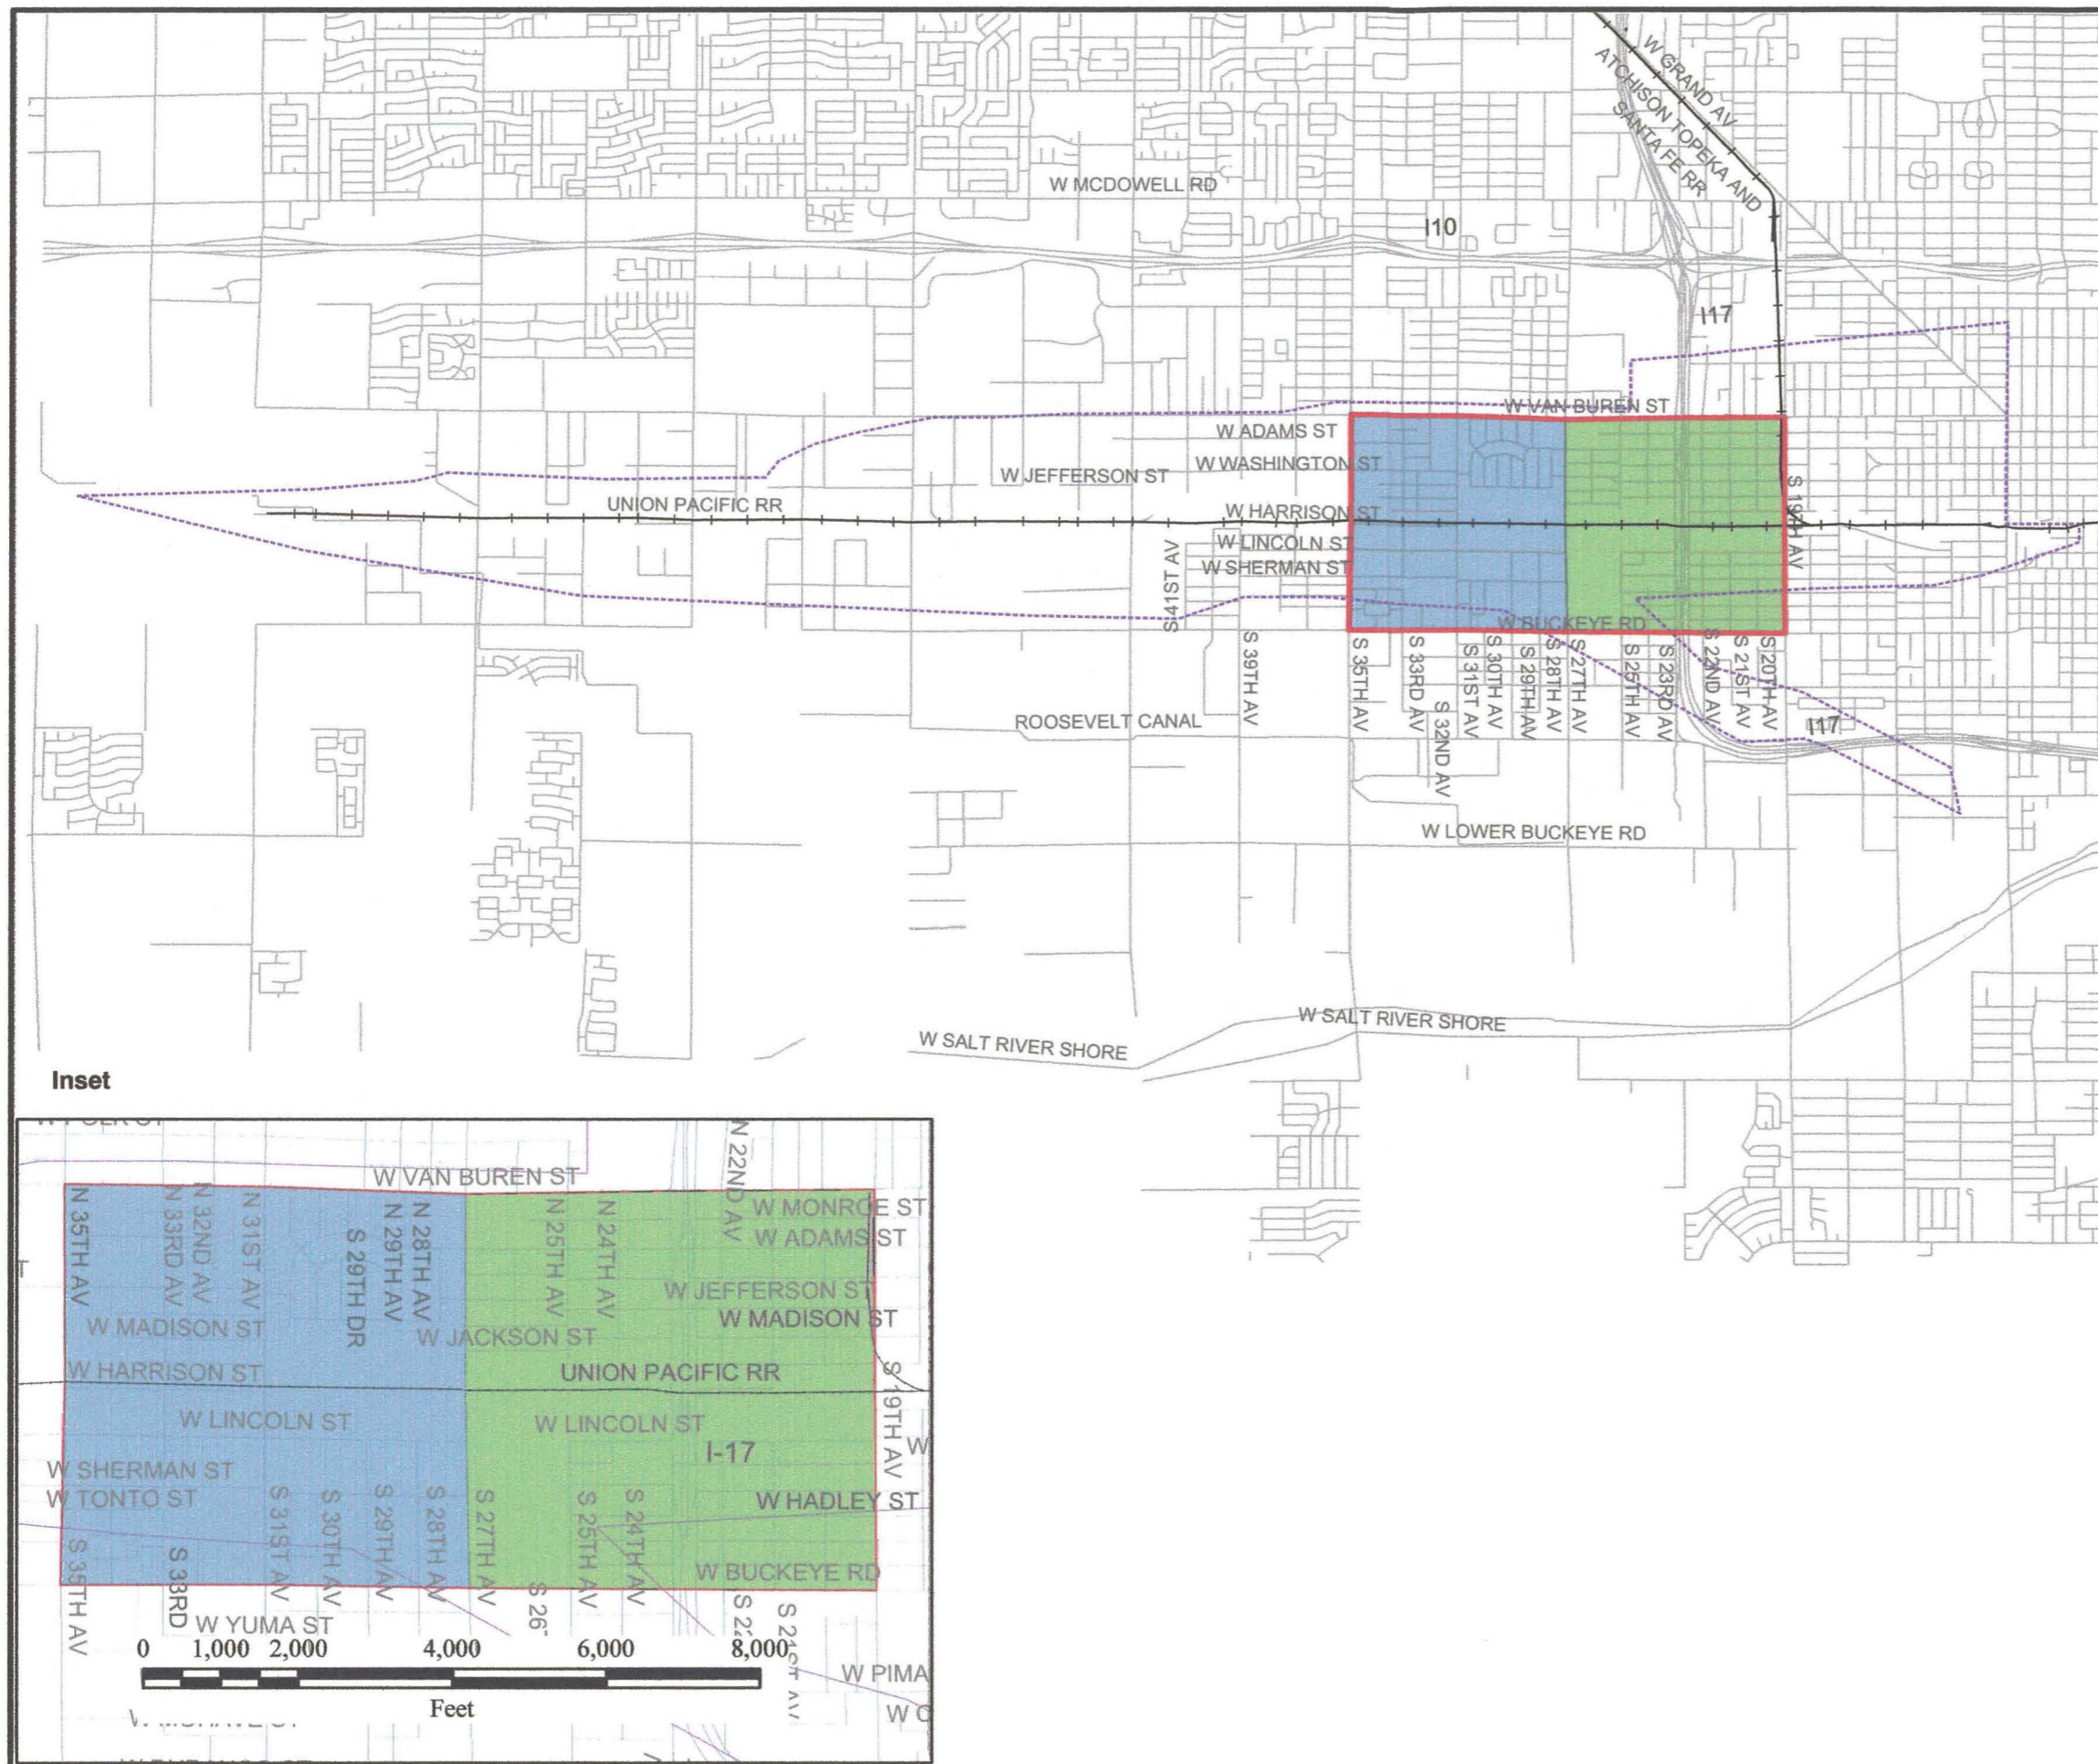 W GRAND AV
ATCHISON TOPEKA AND
SANTA FE RR
W MCDOWELL RD
I10
I17
W VAN BUREN ST
W ADAMS ST
W WASHINGTON ST
W JEFFERSON ST
UNION PACIFIC RR
W HARRISON ST
S 19TH AV
W LINCOLN ST
W SHERMAN ST
S 41ST AV
W BUCKEYE RD
S 39TH AV
S 35TH AV
S 33RD AV
S 32ND AV
S 31ST AV
S 30TH AV
S 29TH AV
S 28TH AV
S 27TH AV
S 25TH AV
S 23RD AV
S 22ND AV
S 21ST AV
S 20TH AV
ROOSEVELT CANAL
I17
W LOWER BUCKEYE RD
W SALT RIVER SHORE
W SALT RIVER SHORE
Inset
W VAN BUREN ST
N 22ND AV
N 35TH AV
N 33RD AV
N 32ND AV
N 31ST AV
S 29TH DR
N 29TH AV
N 28TH AV
N 25TH AV
N 24TH AV
W MONROE ST
W ADAMS ST
W JEFFERSON ST
W MADISON ST
W MADISON ST
W JACKSON ST
W HARRISON ST
UNION PACIFIC RR
S 19TH AV
W LINCOLN ST
W LINCOLN ST
I-17
W
W SHERMAN ST
W TONTO ST
W HADLEY ST
S 35TH AV
S 33RD
S 31ST AV
S 30TH AV
S 29TH AV
S 28TH AV
S 27TH AV
S 26
S 25TH AV
S 24TH AV
W BUCKEYE RD
S 21ST AV
W YUMA ST
0 1,000 2,000 4,000 6,000 8,000
Feet
W PIMA
W C